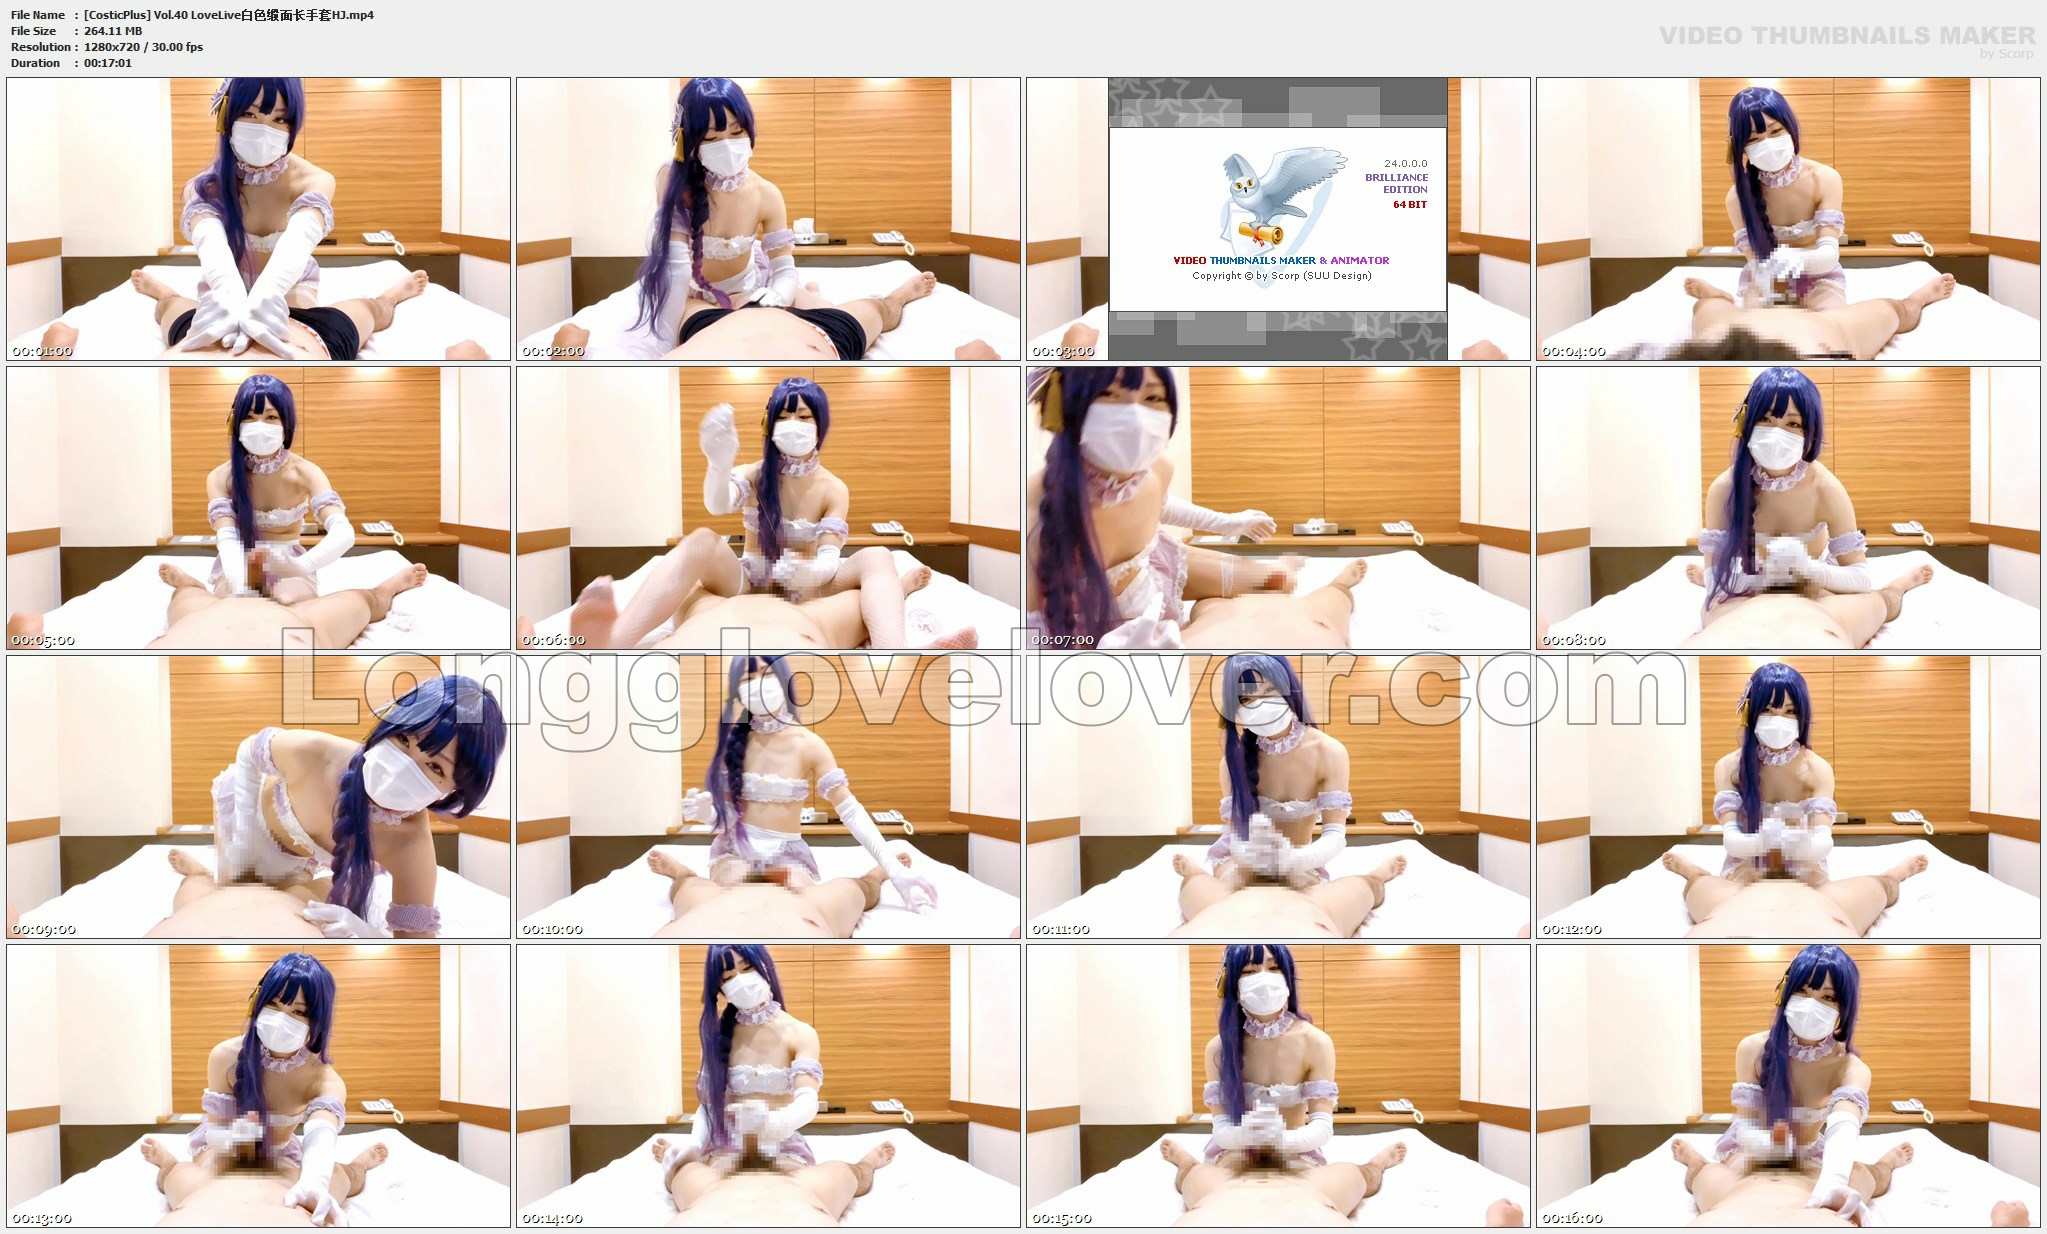 File Name : [CosticPlus] Vol.40 LoveLive白色缎面长手套HJ.mp4
File Size : 264.11 MB
Resolution : 1280x720 / 30.00 fps
Duration : 00:17:01
VIDEO THUMBNAILS MAKER
by Scorp
24.0.0.0
BRILLIANCE
EDITION
64 BIT
VIDEO THUMBNAILS MAKER & ANIMATOR
Copyright © by Scorp (SUU Design)
00:01:00
00:02:00
00:03:00
00:04:00
00:05:00
00:06:00
00:07:00
00:08:00
Longglovelover.com
00:09:00
00:10:00
00:11:00
00:12:00
00:13:00
00:14:00
00:15:00
00:16:00